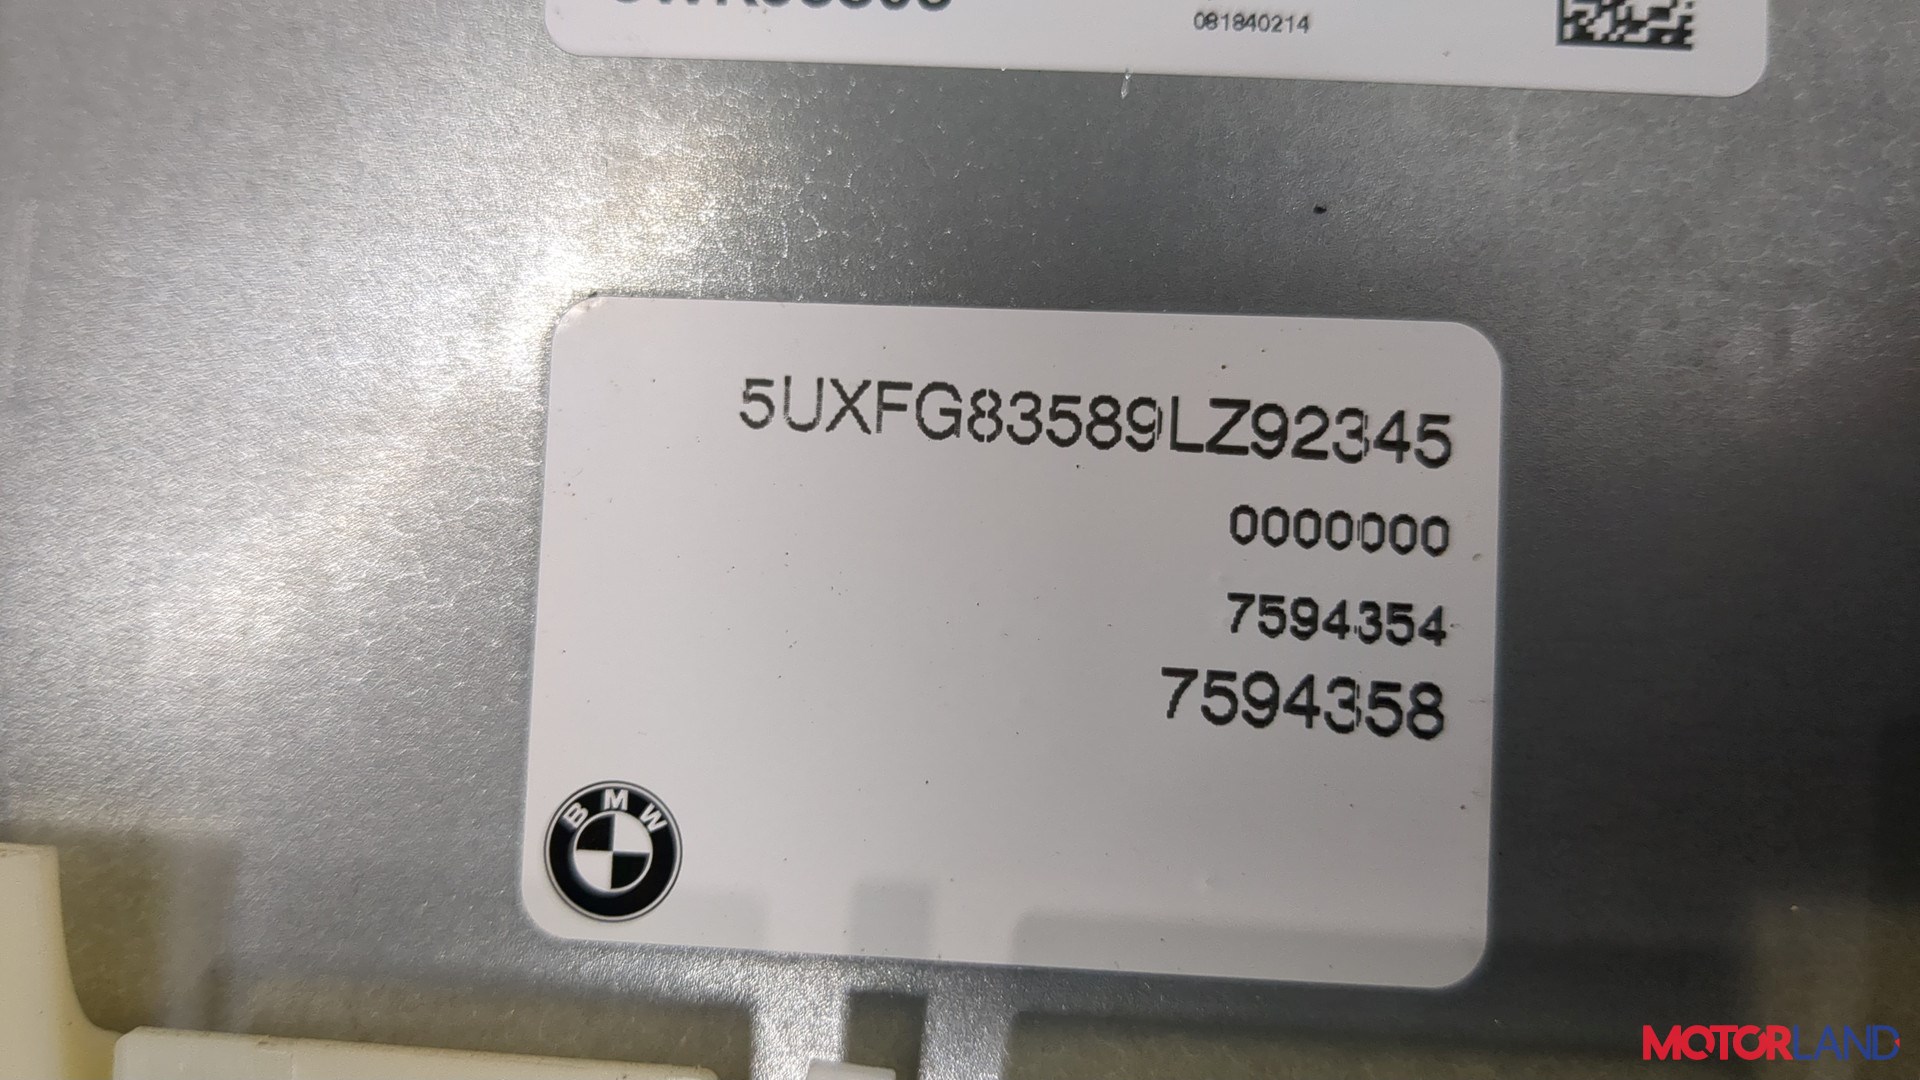 081840214
5UXFG83589LZ92345
0000000
7594354
7594358
BMW
MOTORLAND